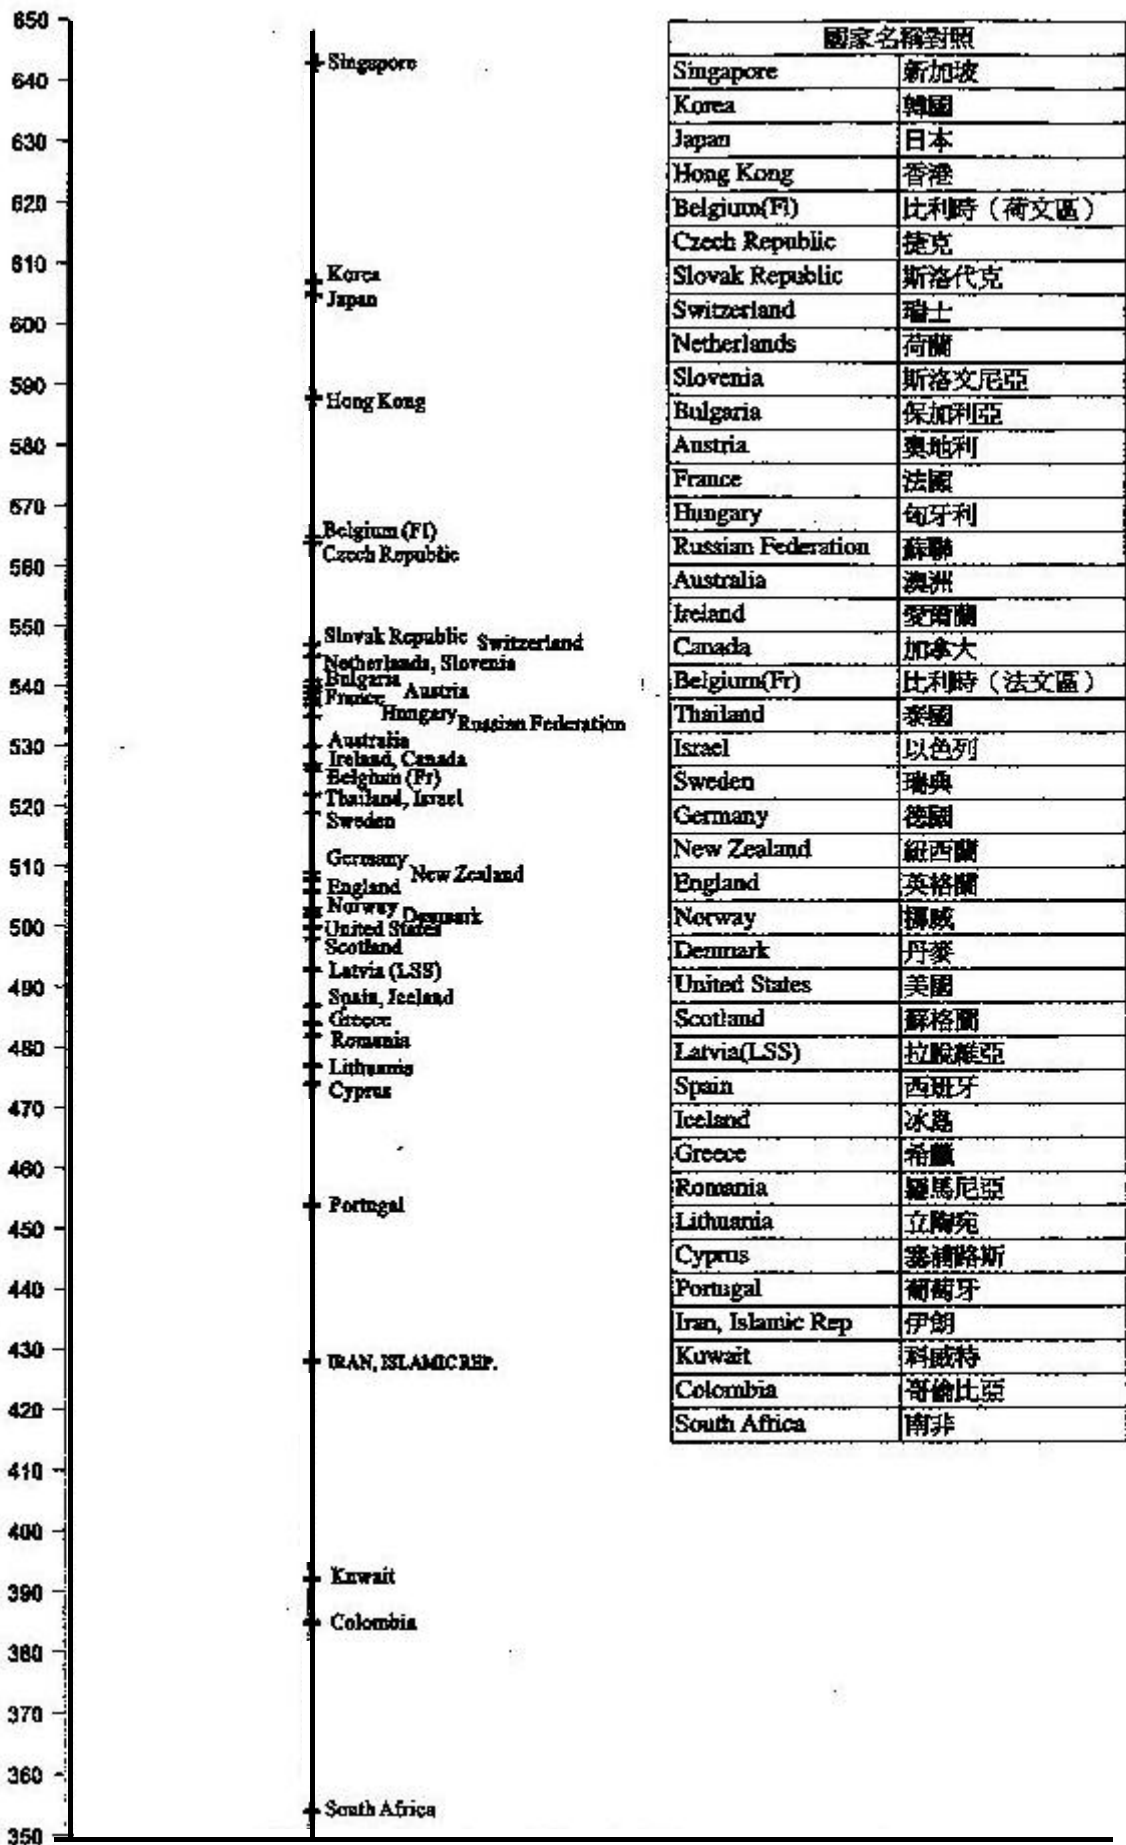 650
640
630
620
610
600
590
580
570
560
550
540
530
520
510
500
490
480
470
460
450
440
430
420
410
400
390
380
370
360
350
Singapore
Korea
Japan
Hong Kong
Belgium (Fl)
Czech Republic
Slovak Republic Switzerland
Netherlands, Slovenia
Bulgaria
France Austria
Hungary Russian Federation
Australia
Ireland, Canada
Belgium (Fr)
Thailand, Israel
Sweden
Germany
New Zealand
England
Norway Denmark
United States
Scotland
Latvia (LSS)
Spain, Iceland
Greece
Romania
Lithuania
Cyprus
Portugal
IRAN, ISLAMIC REP.
Kuwait
Colombia
South Africa
國家名稱對照
Singapore 新加坡
Korea 韓國
Japan 日本
Hong Kong 香港
Belgium(Fl) 比利時（荷文區）
Czech Republic 捷克
Slovak Republic 斯洛代克
Switzerland 瑞士
Netherlands 荷蘭
Slovenia 斯洛文尼亞
Bulgaria 保加利亞
Austria 奧地利
France 法國
Hungary 匈牙利
Russian Federation 蘇聯
Australia 澳洲
Ireland 愛爾蘭
Canada 加拿大
Belgium(Fr) 比利時（法文區）
Thailand 泰國
Israel 以色列
Sweden 瑞典
Germany 德國
New Zealand 紐西蘭
England 英格蘭
Norway 挪威
Denmark 丹麥
United States 美國
Scotland 蘇格蘭
Latvia(LSS) 拉脫維亞
Spain 西班牙
Iceland 冰島
Greece 希臘
Romania 羅馬尼亞
Lithuania 立陶宛
Cyprus 塞浦路斯
Portugal 葡萄牙
Iran, Islamic Rep 伊朗
Kuwait 科威特
Colombia 哥倫比亞
South Africa 南非